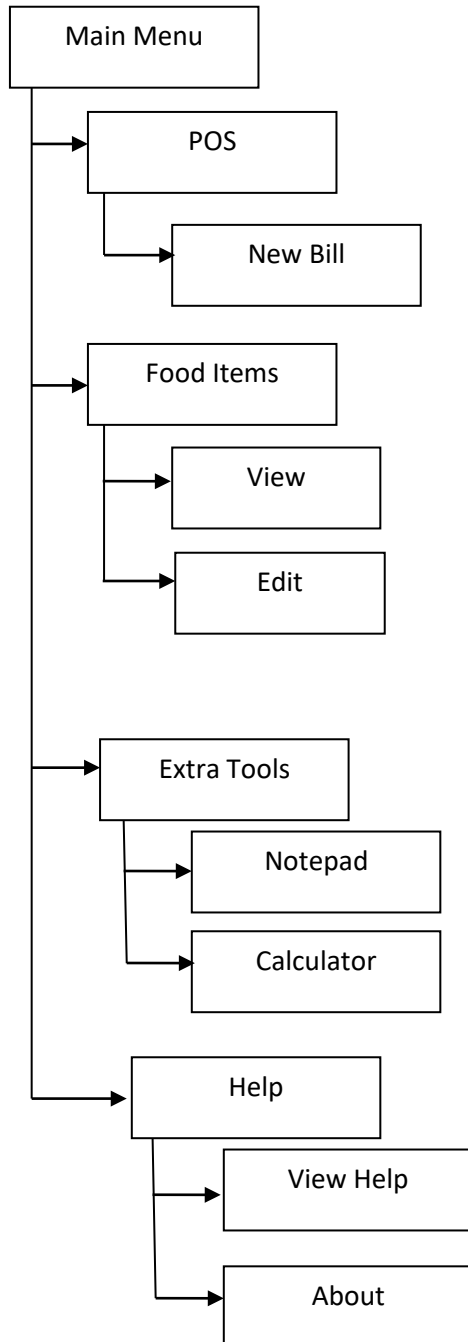 Main Menu
POS
New Bill
Food Items
View
Edit
Extra Tools
Notepad
Calculator
Help
View Help
About